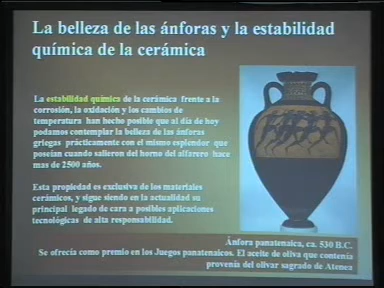 La belleza de las ánforas y la estabilidad
química de la cerámica
La estabilidad química de la cerámica frente a la
corrosión, la oxidación y los cambios de
temperatura han hecho posible que al día de hoy
podamos contemplar la belleza de las ánforas
griegas prácticamente con el mismo esplendor que
poseían cuando salieron del horno del alfarero hace
mas de 2500 años.
Esta propiedad es exclusiva de los materiales
cerámicos, y sigue siendo en la actualidad su
principal legado de cara a posibles aplicaciones
tecnológicas de alta responsabilidad.
Ánfora panatenaica, ca. 530 B.C.
Se ofrecía como premio en los Juegos panatenaicos. El aceite de oliva que contenía
provenía del olivar sagrado de Atenea